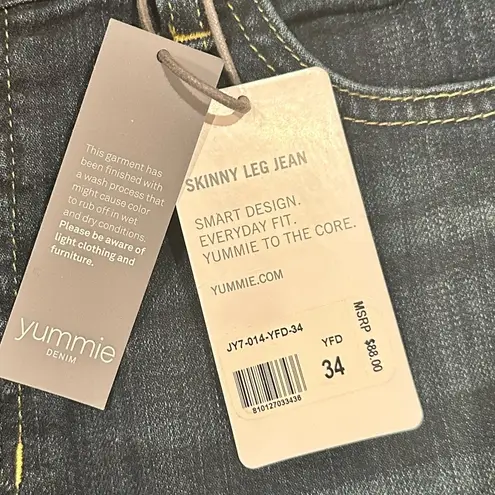 This garment has
been finished with
a wash process that
might cause color
to rub off in wet
and dry conditions.
Please be aware of
light clothing and
furniture.
yummie
DENIM
SKINNY LEG JEAN
SMART DESIGN.
EVERYDAY FIT.
YUMMIE TO THE CORE.
YUMMIE.COM
JY7-014-YFD-34
YFD
34
MSRP $88.00
810127033436